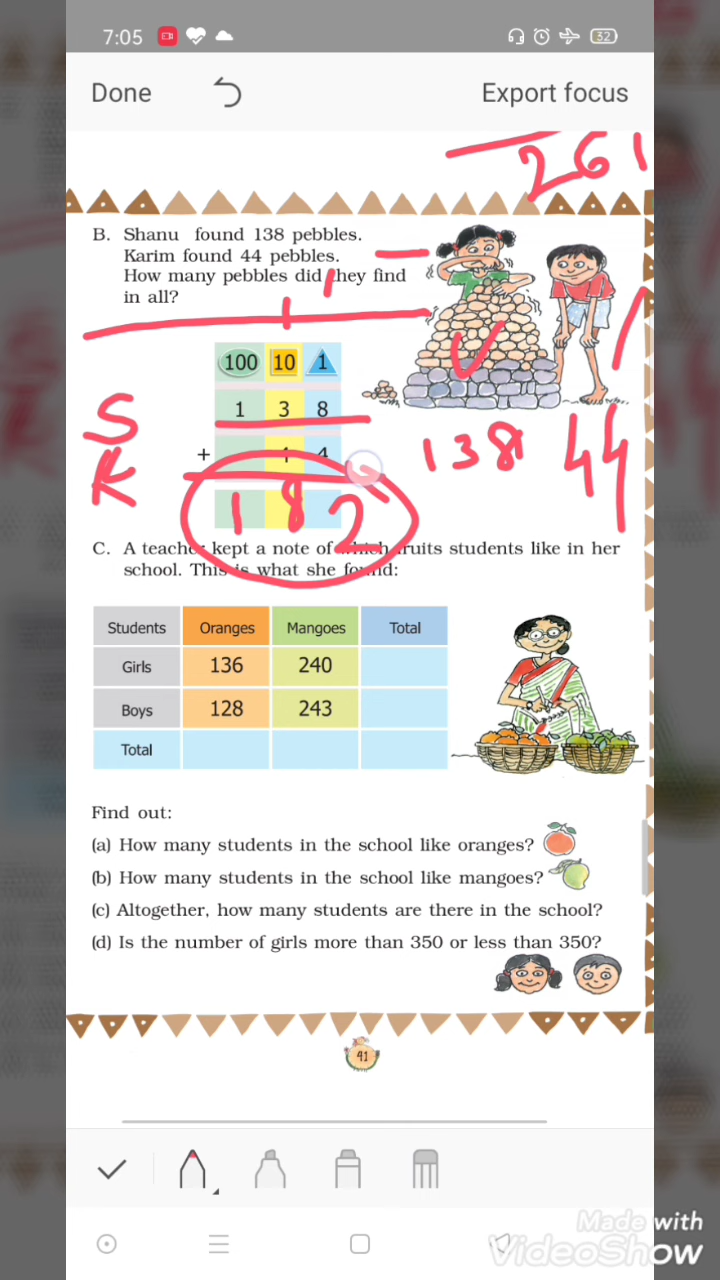 7:05 32
Done Export focus
261
B. Shanu found 138 pebbles.
Karim found 44 pebbles.
How many pebbles did they find
in all?
100 10 1
S 1 3 8
138 44
K + 4 4
1 8 2
C. A teacher kept a note of which fruits students like in her
school. This is what she found:
Students Oranges Mangoes Total
Girls 136 240
Boys 128 243
Total
Find out:
(a) How many students in the school like oranges?
(b) How many students in the school like mangoes?
(c) Altogether, how many students are there in the school?
(d) Is the number of girls more than 350 or less than 350?
41
Made with
VideoShow